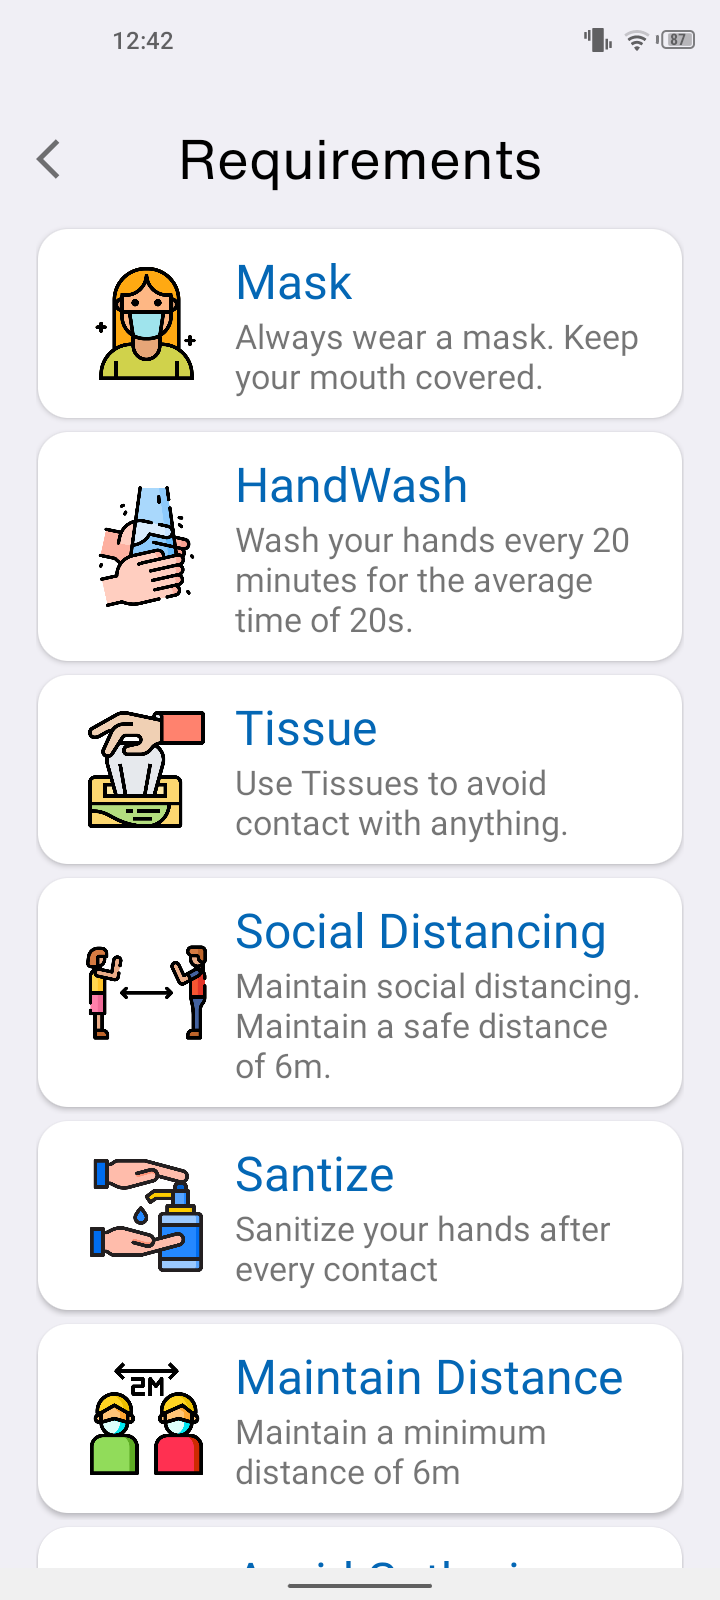 12:42
87
Requirements
Mask
Always wear a mask. Keep
your mouth covered.
HandWash
Wash your hands every 20
minutes for the average
time of 20s.
Tissue
Use Tissues to avoid
contact with anything.
Social Distancing
Maintain social distancing.
Maintain a safe distance
of 6m.
Santize
Sanitize your hands after
every contact
2M
Maintain Distance
Maintain a minimum
distance of 6m